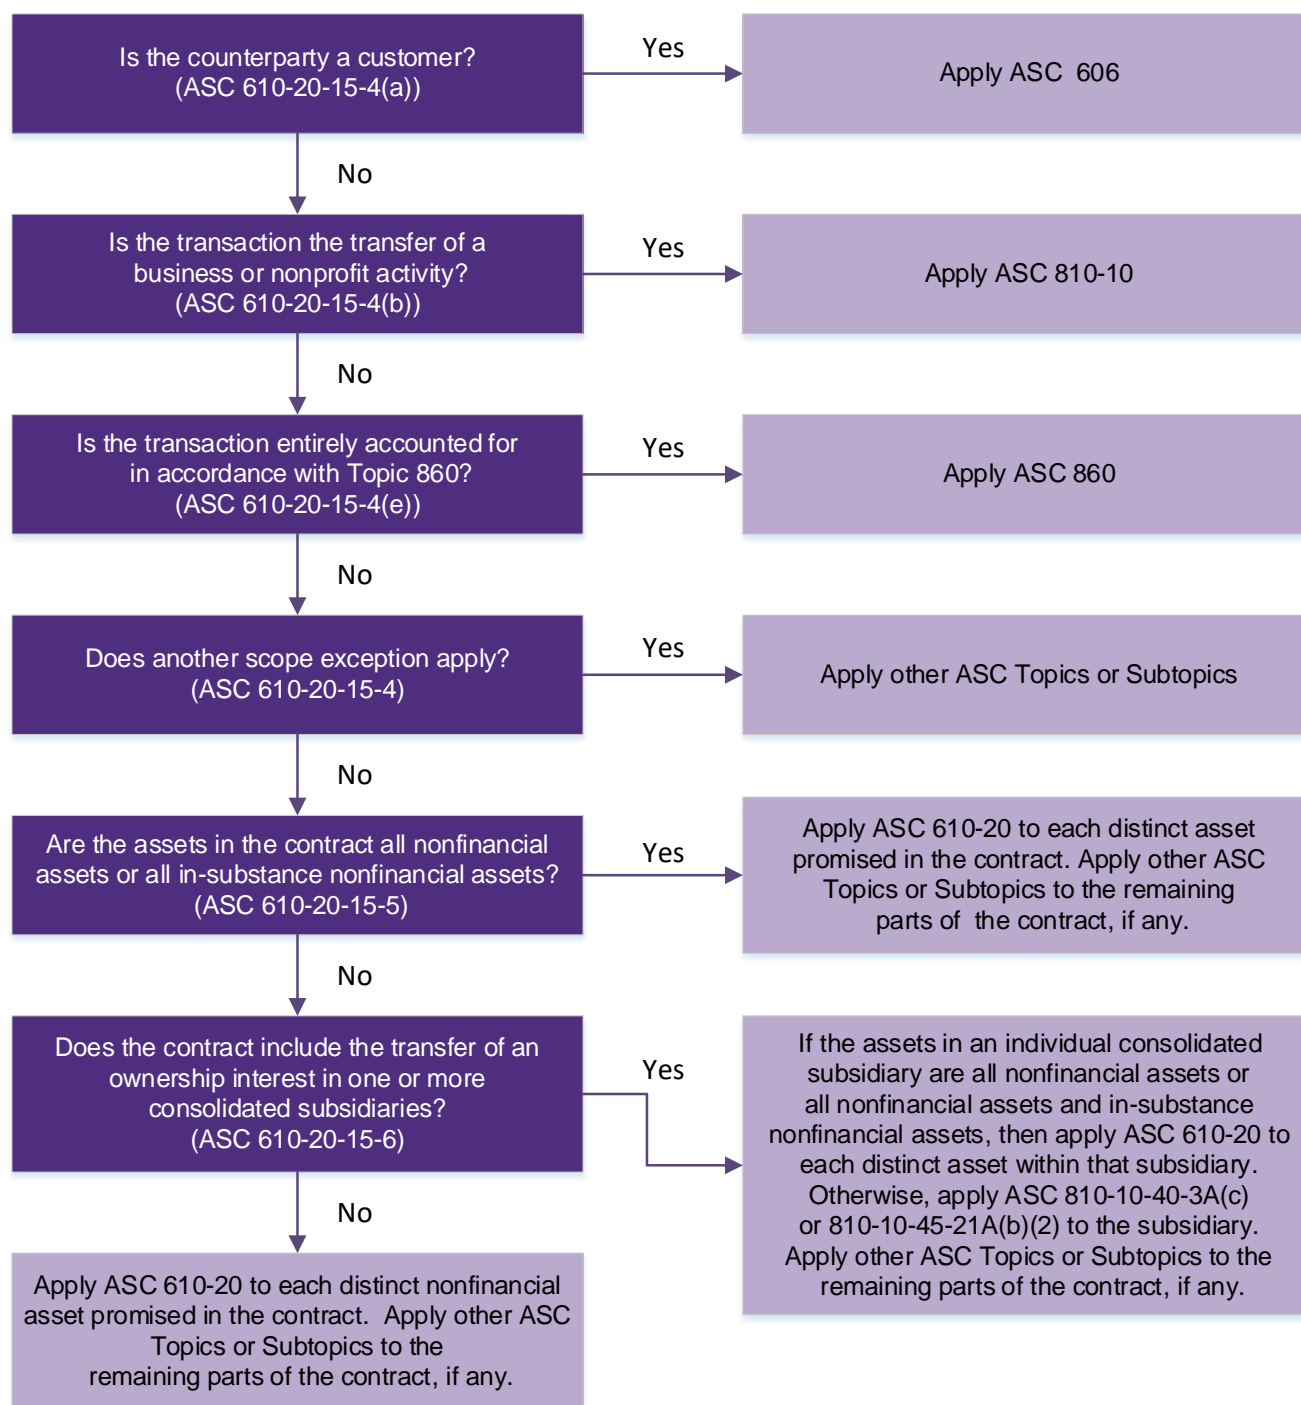 Is the counterparty a customer?
(ASC 610-20-15-4(a))
Yes
Apply ASC 606
No
Is the transaction the transfer of a
business or nonprofit activity?
(ASC 610-20-15-4(b))
Yes
Apply ASC 810-10
No
Is the transaction entirely accounted for
in accordance with Topic 860?
(ASC 610-20-15-4(e))
Yes
Apply ASC 860
No
Does another scope exception apply?
(ASC 610-20-15-4)
Yes
Apply other ASC Topics or Subtopics
No
Are the assets in the contract all nonfinancial
assets or all in-substance nonfinancial assets?
(ASC 610-20-15-5)
Yes
Apply ASC 610-20 to each distinct asset
promised in the contract. Apply other ASC
Topics or Subtopics to the remaining
parts of the contract, if any.
No
Does the contract include the transfer of an
ownership interest in one or more
consolidated subsidiaries?
(ASC 610-20-15-6)
Yes
If the assets in an individual consolidated
subsidiary are all nonfinancial assets or
all nonfinancial assets and in-substance
nonfinancial assets, then apply ASC 610-20 to
each distinct asset within that subsidiary.
Otherwise, apply ASC 810-10-40-3A(c)
or 810-10-45-21A(b)(2) to the subsidiary.
Apply other ASC Topics or Subtopics to the
remaining parts of the contract, if any.
No
Apply ASC 610-20 to each distinct nonfinancial
asset promised in the contract. Apply other ASC
Topics or Subtopics to the
remaining parts of the contract, if any.